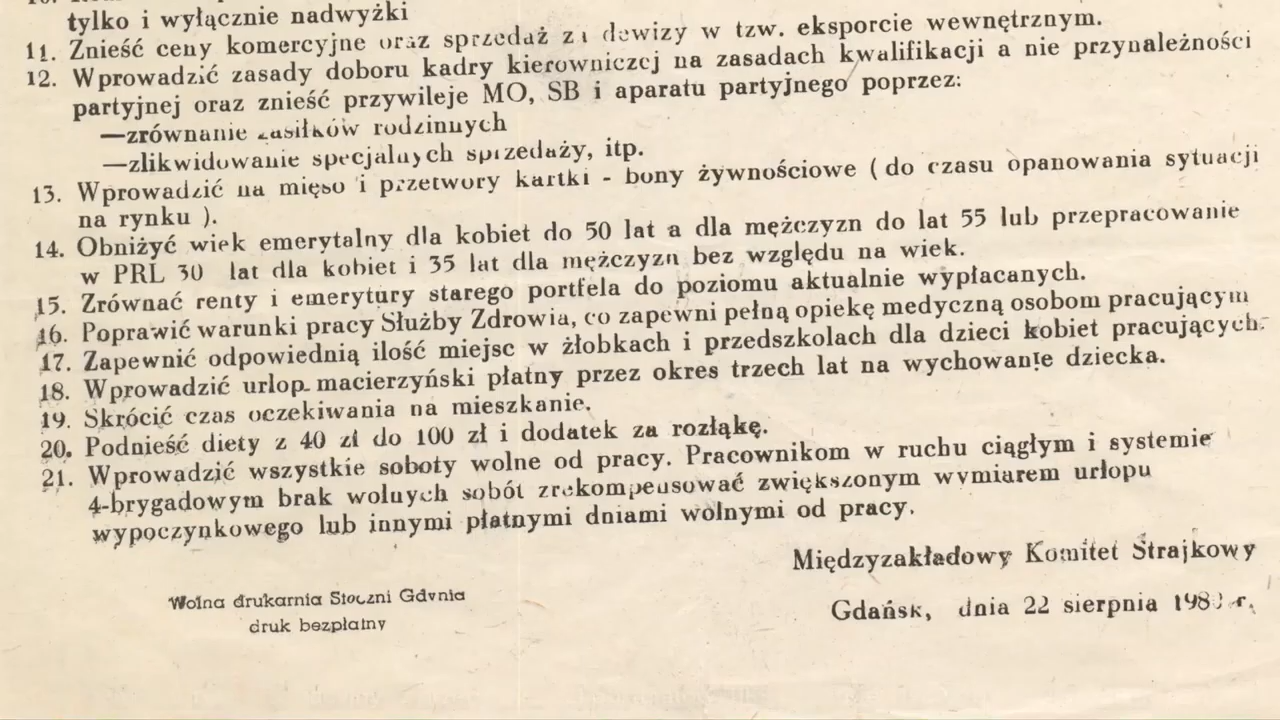 tylko i wyłącznie nadwyżki
11. Znieść ceny komercyjne oraz sprzedaż za dewizy w tzw. eksporcie wewnętrznym.
12. Wprowadzić zasady doboru kadry kierowniczej na zasadach kwalifikacji a nie przynależności
partyjnej oraz znieść przywileje MO, SB i aparatu partyjnego poprzez:
—zrównanie zasiłków rodzinnych
—zlikwidowanie specjalnych sprzedaży, itp.
13. Wprowadzić na mięso i przetwory kartki - bony żywnościowe ( do czasu opanowania sytuacji
na rynku ).
14. Obniżyć wiek emerytalny dla kobiet do 50 lat a dla mężczyzn do lat 55 lub przepracowanie
w PRL 30 lat dla kobiet i 35 lat dla mężczyzn bez względu na wiek.
15. Zrównać renty i emerytury starego portfela do poziomu aktualnie wypłacanych.
16. Poprawić warunki pracy Służby Zdrowia, co zapewni pełną opiekę medyczną osobom pracującym
17. Zapewnić odpowiednią ilość miejsc w żłobkach i przedszkolach dla dzieci kobiet pracujących.
18. Wprowadzić urlop macierzyński płatny przez okres trzech lat na wychowanie dziecka.
19. Skrócić czas oczekiwania na mieszkanie.
20. Podnieść diety z 40 zł do 100 zł i dodatek za rozłąkę.
21. Wprowadzić wszystkie soboty wolne od pracy. Pracownikom w ruchu ciągłym i systemie
4-brygadowym brak wolnych sobót zrekompensować zwiększonym wymiarem urlopu
wypoczynkowego lub innymi płatnymi dniami wolnymi od pracy.
Międzyzakładowy Komitet Strajkowy
Gdańsk, dnia 22 sierpnia 1980 r.
Wolna drukarnia Stoczni Gdynia
druk bezpłatny